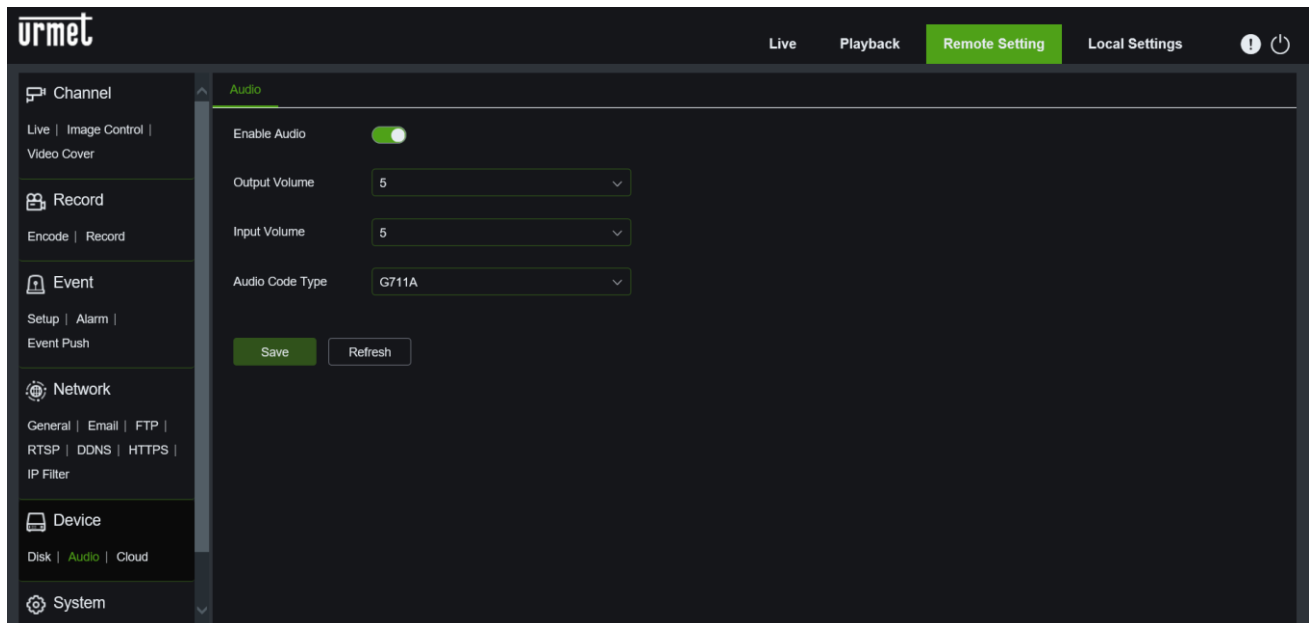 urmet
Live Playback Remote Setting Local Settings
Channel
Live | Image Control |
Video Cover
Record
Encode | Record
Event
Setup | Alarm |
Event Push
Network
General | Email | FTP |
RTSP | DDNS | HTTPS |
IP Filter
Device
Disk | Audio | Cloud
System
Audio
Enable Audio
Output Volume 5
Input Volume 5
Audio Code Type G711A
Save Refresh